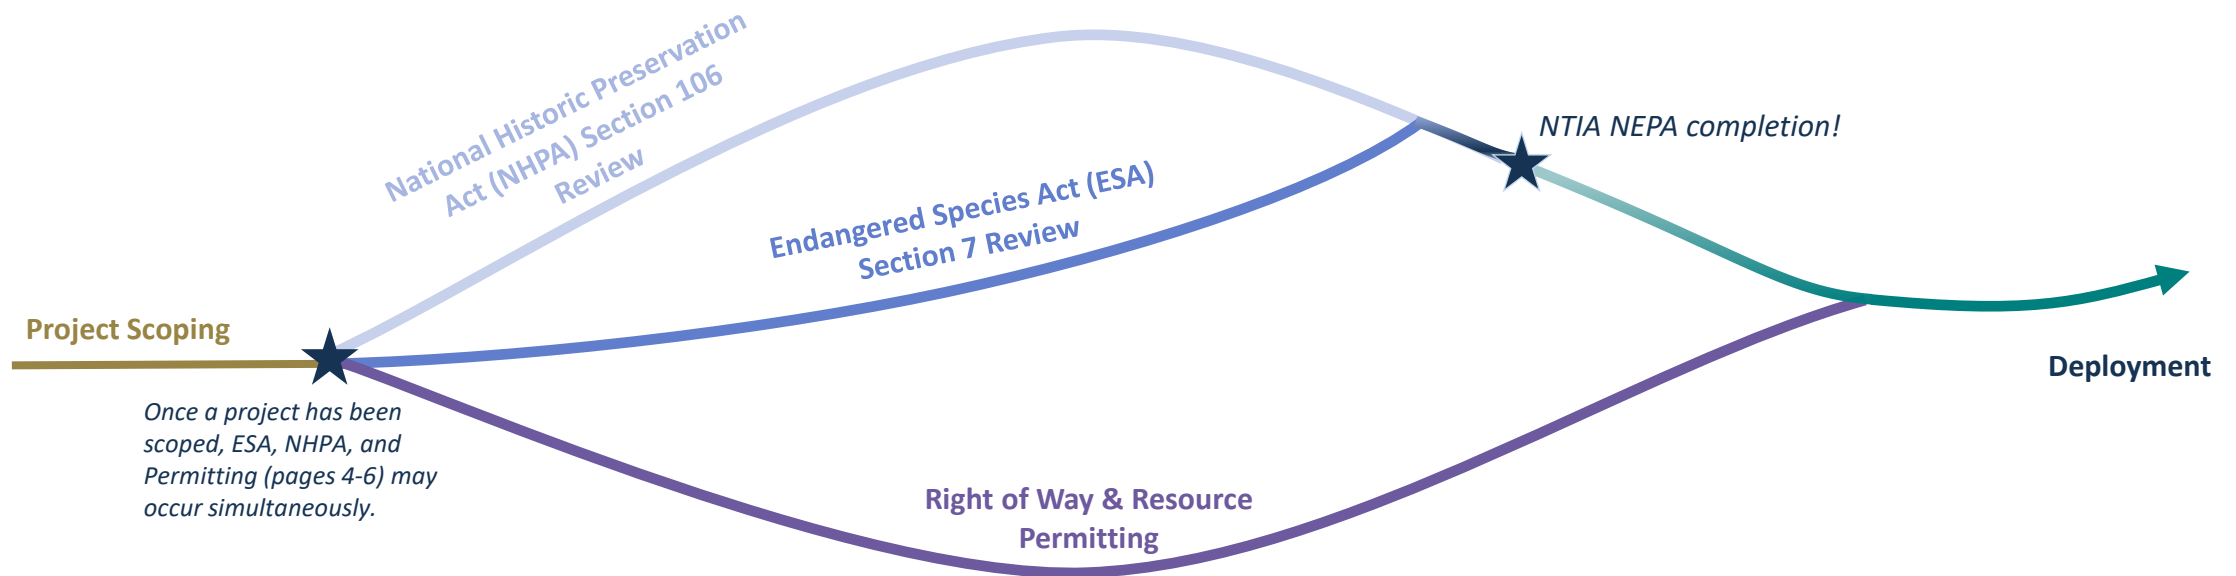 National Historic Preservation
Act (NHPA) Section 106
Review
NTIA NEPA completion!
Endangered Species Act (ESA)
Section 7 Review
Project Scoping
Once a project has been
scoped, ESA, NHPA, and
Permitting (pages 4-6) may
occur simultaneously.
Right of Way & Resource
Permitting
Deployment